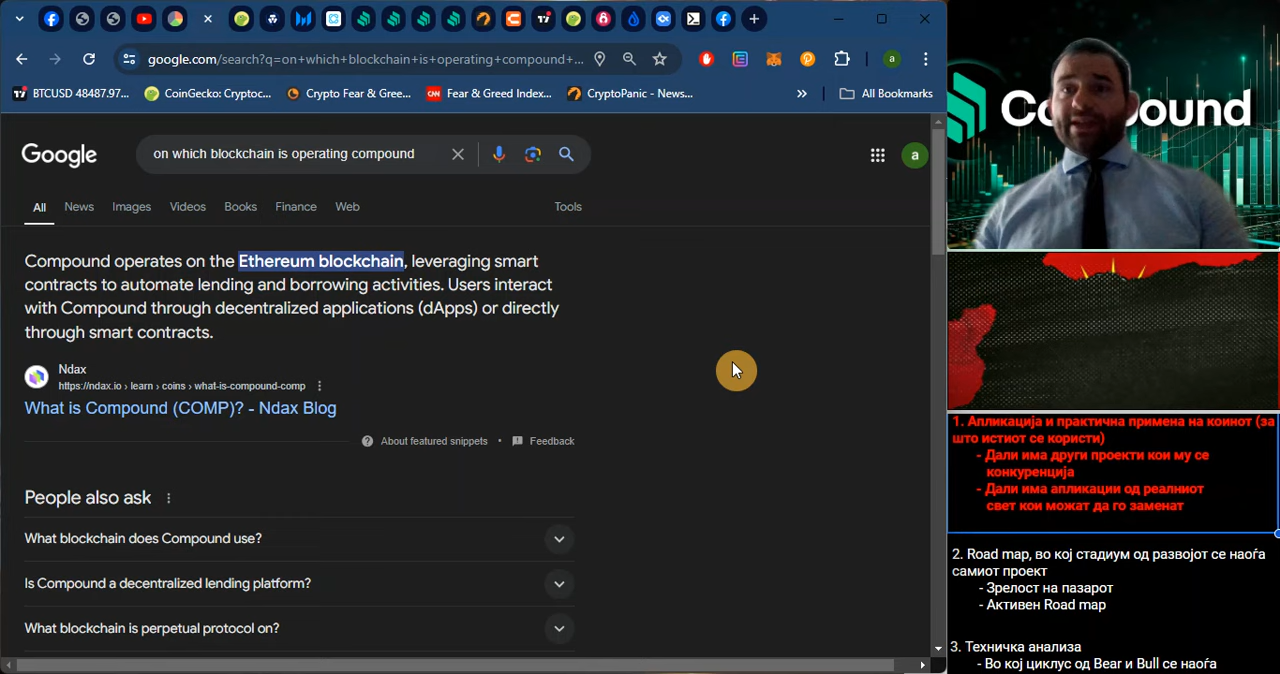 google.com/search?q=on+which+blockchain+is+operating+compound+...
BTCUSD 48487.97...
CoinGecko: Cryptoc...
Crypto Fear & Gree...
CNN
Fear & Greed Index...
CryptoPanic - News...
»
All Bookmarks
Google
on which blockchain is operating compound
a
All
News
Images
Videos
Books
Finance
Web
Tools
Compound operates on the Ethereum blockchain, leveraging smart
contracts to automate lending and borrowing activities. Users interact
with Compound through decentralized applications (dApps) or directly
through smart contracts.
Ndax
https://ndax.io › learn › coins › what-is-compound-comp
What is Compound (COMP)? - Ndax Blog
About featured snippets • Feedback
People also ask
What blockchain does Compound use?
Is Compound a decentralized lending platform?
What blockchain is perpetual protocol on?
1. Апликација и практична примена на коинот (за
што истиот се користи)
- Дали има други проекти кои му се
конкуренција
- Дали има апликации од реалниот
свет кои можат да го заменат
2. Road map, во кој стадиум од развојот се наоѓа
самиот проект
- Зрелост на пазарот
- Активен Road map
3. Техничка анализа
- Во кој циклус од Bear и Bull се наоѓа